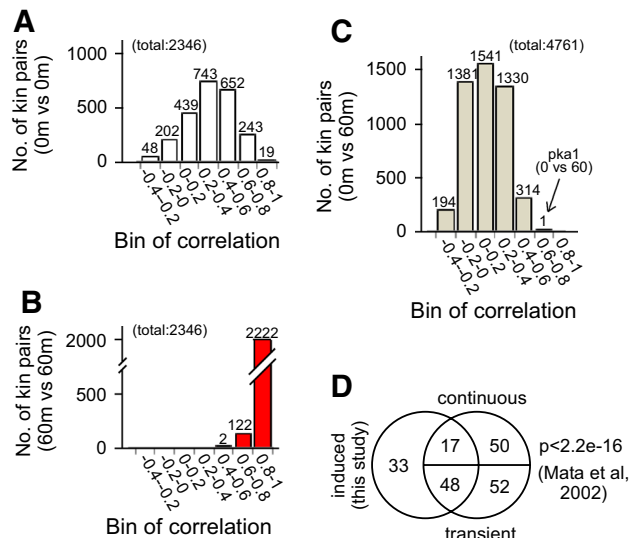 A
No. of kin pairs
(0m vs 0m)
(total:2346)
1000
500
0
48
202
439
743
652
243
19
-0.4–-0.2
-0.2-0
0-0.2
0.2-0.4
0.4-0.6
0.6-0.8
0.8-1
Bin of correlation
B
No. of kin pairs
(60m vs 60m)
(total:2346)
2000
500
0
2
122
2222
-0.4–-0.2
-0.2-0
0-0.2
0.2-0.4
0.4-0.6
0.6-0.8
0.8-1
Bin of correlation
C
No. of kin pairs
(0m vs 60m)
(total:4761)
1500
1000
500
0
194
1381
1541
1330
314
1
pka1
(0 vs 60)
-0.4–-0.2
-0.2-0
0-0.2
0.2-0.4
0.4-0.6
0.6-0.8
0.8-1
Bin of correlation
D
continuous
induced
(this study)
33
17
50
48
52
p<2.2e-16
(Mata et al,
2002)
transient